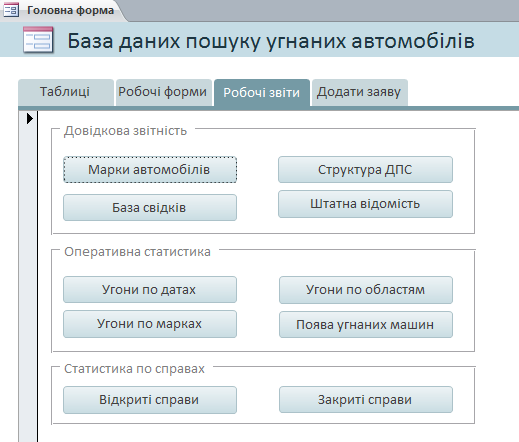 Головна форма
База даних пошуку угнаних автомобілів
Таблиці Робочі форми Робочі звіти Додати заяву
Довідкова звітність
Марки автомобілів Структура ДПС
База свідків Штатна відомість
Оперативна статистика
Угони по датах Угони по областям
Угони по марках Поява угнаних машин
Статистика по справах
Відкриті справи Закриті справи